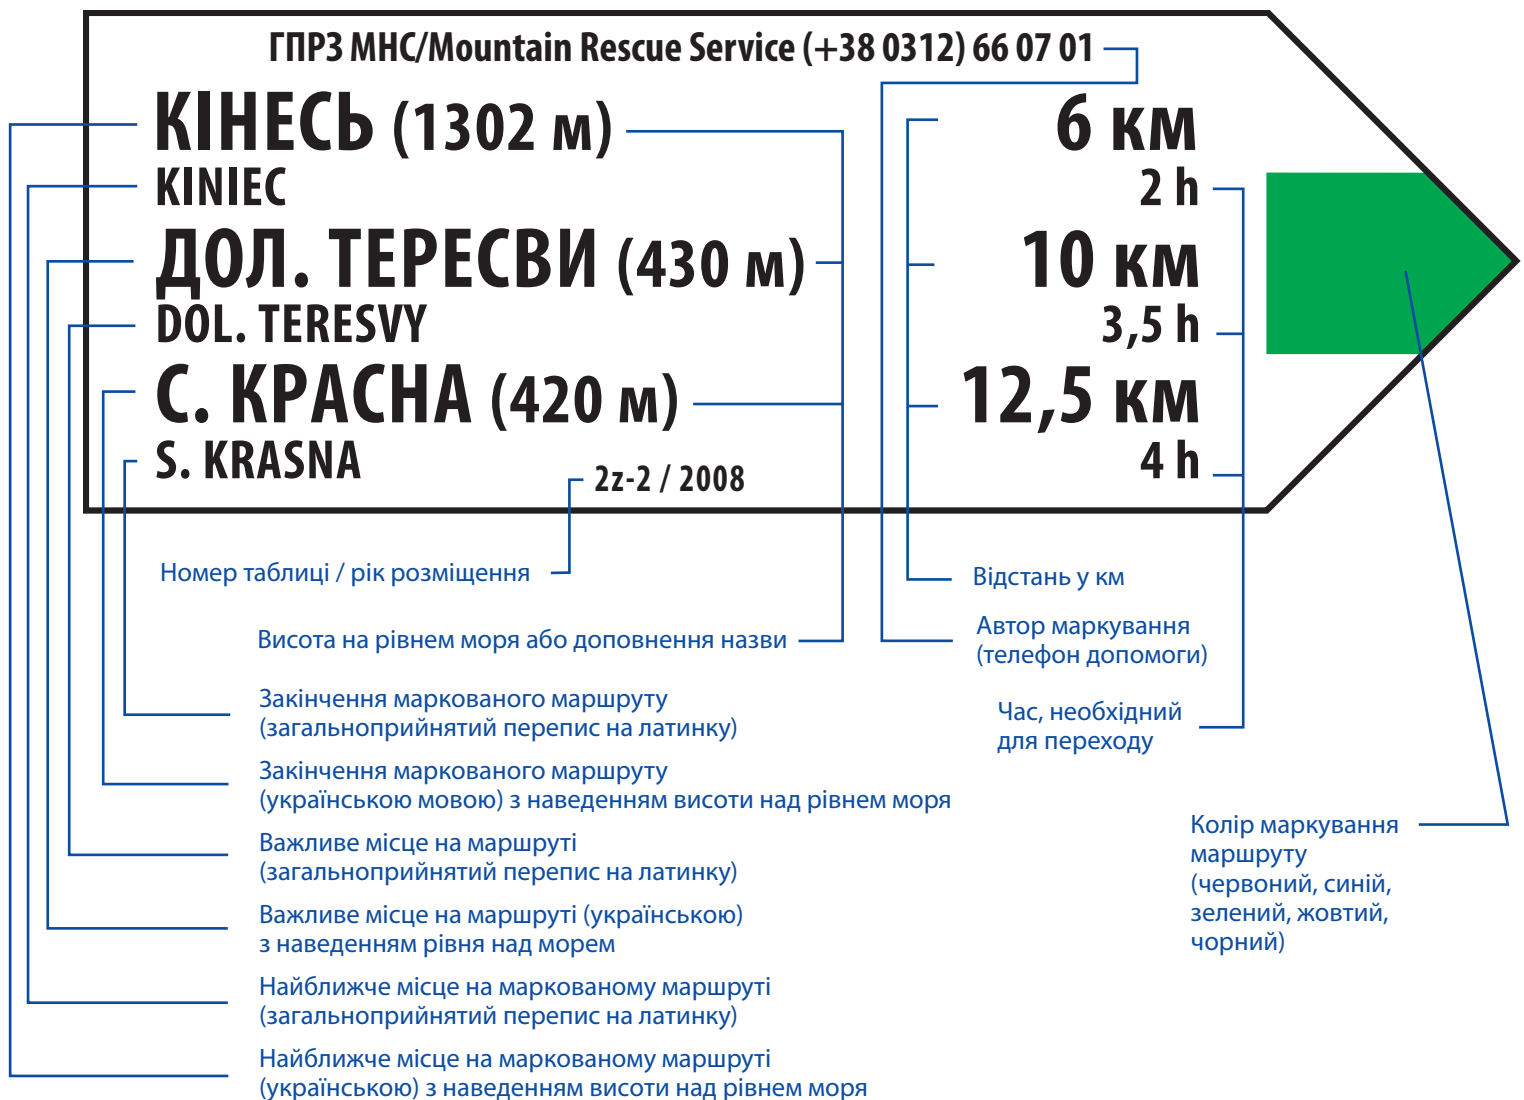 ГПРЗ МНС/Mountain Rescue Service (+38 0312) 66 07 01
КІНЕСЬ (1302 м) 6 км
KINIEC 2 h
ДОЛ. ТЕРЕСВИ (430 м) 10 км
DOL. TERESVY 3,5 h
С. КРАСНА (420 м) 12,5 км
S. KRASNA 4 h
2z-2 / 2008
Номер таблиці / рік розміщення
Висота на рівнем моря або доповнення назви
Закінчення маркованого маршруту
(загальноприйнятий перепис на латинку)
Закінчення маркованого маршруту
(українською мовою) з наведенням висоти над рівнем моря
Важливе місце на маршруті
(загальноприйнятий перепис на латинку)
Важливе місце на маршруті (українською)
з наведенням рівня над морем
Найближче місце на маркованому маршруті
(загальноприйнятий перепис на латинку)
Найближче місце на маркованому маршруті
(українською) з наведенням висоти над рівнем моря
Відстань у км
Автор маркування
(телефон допомоги)
Час, необхідний
для переходу
Колір маркування
маршруту
(червоний, синій,
зелений, жовтий,
чорний)